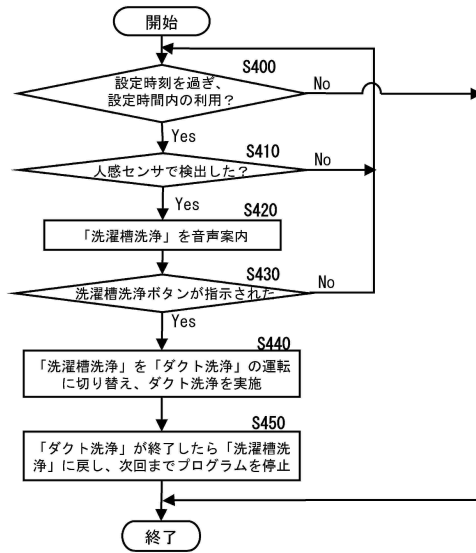 開始
S400
設定時刻を過ぎ、
設定時間内の利用？
No
Yes
S410
人感センサで検出した？
No
Yes
S420
「洗濯槽洗浄」を音声案内
S430
洗濯槽洗浄ボタンが指示された
No
Yes
S440
「洗濯槽洗浄」を「ダクト洗浄」の運転
に切り替え、ダクト洗浄を実施
S450
「ダクト洗浄」が終了したら「洗濯槽洗
浄」に戻し、次回までプログラムを停止
終了